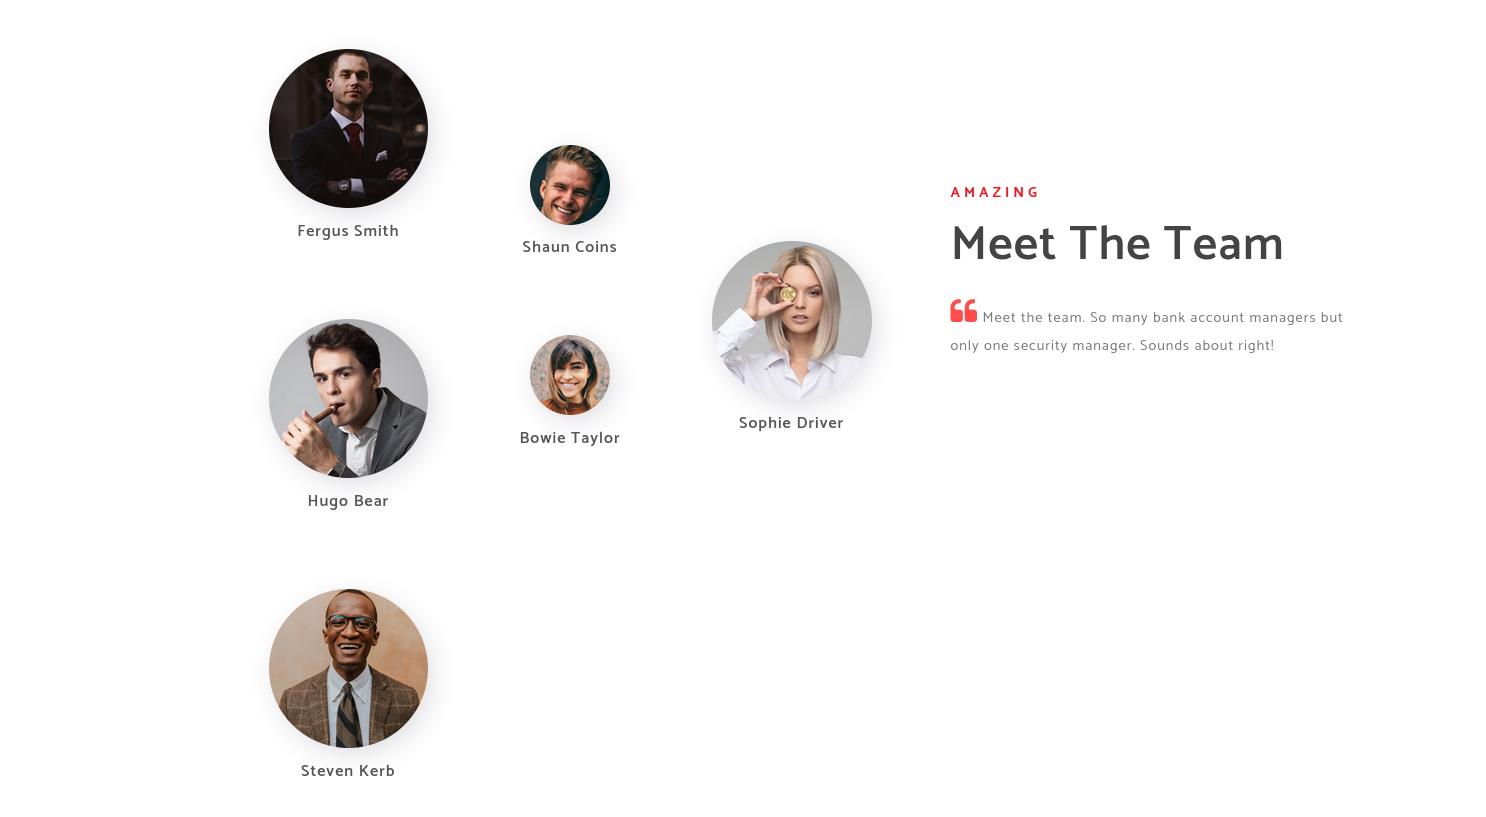 Fergus Smith
Shaun Coins
Hugo Bear
Bowie Taylor
Sophie Driver
Steven Kerb
AMAZING
Meet The Team
❝ Meet the team. So many bank account managers but
only one security manager. Sounds about right!